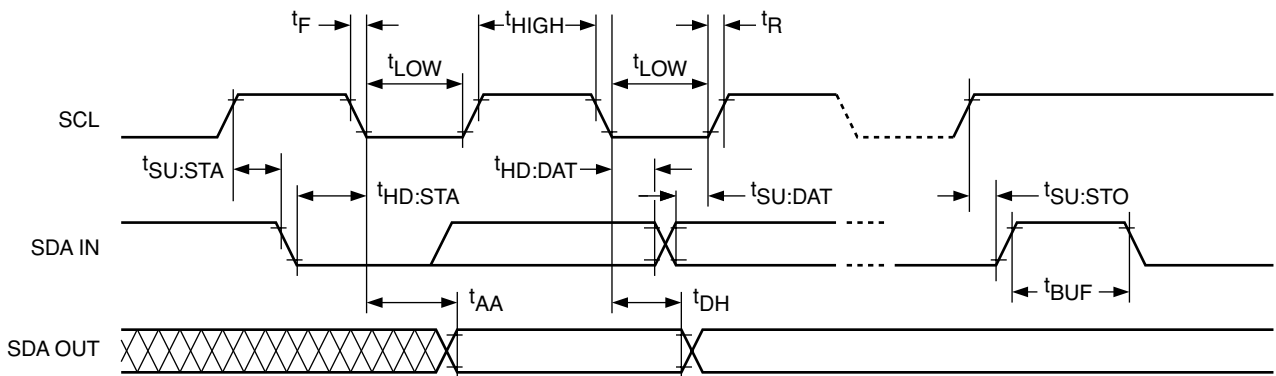 tF tHIGH tR
tLOW tLOW
SCL
tSU:STA tHD:DAT
tHD:STA tSU:DAT tSU:STO
SDA IN
tBUF
tAA tDH
SDA OUT